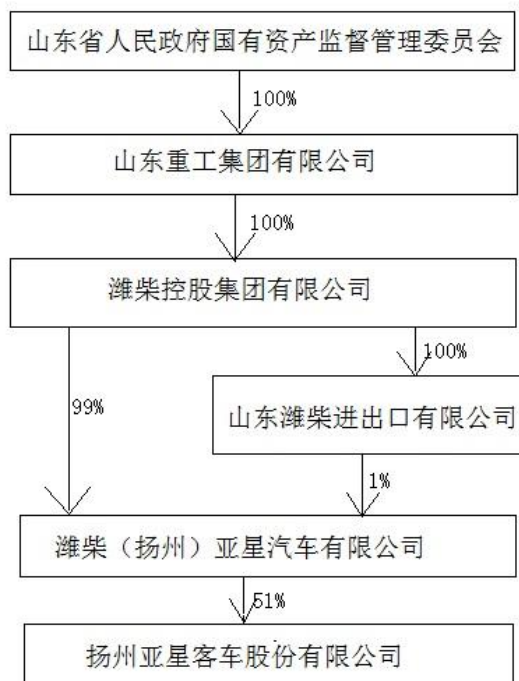 山东省人民政府国有资产监督管理委员会
100%
山东重工集团有限公司
100%
潍柴控股集团有限公司
100%
99%
山东潍柴进出口有限公司
1%
潍柴（扬州）亚星汽车有限公司
51%
扬州亚星客车股份有限公司